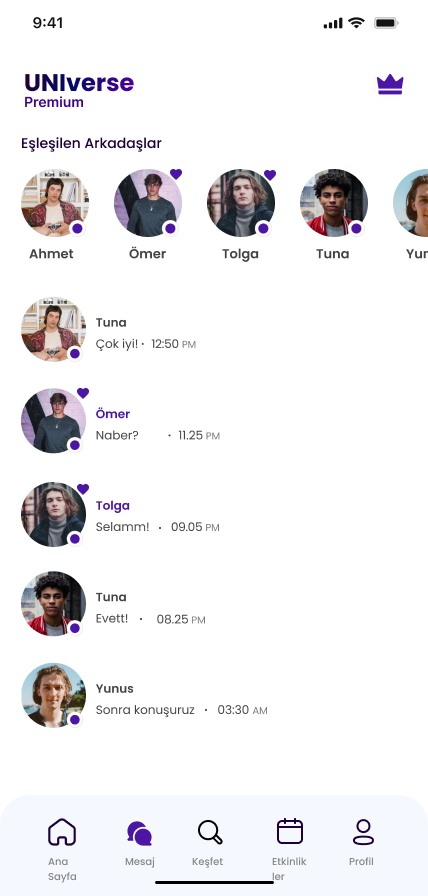 9:41
UNIverse
Premium
Eşleşilen Arkadaşlar
Ahmet Ömer Tolga Tuna Yun
Tuna
Çok iyi! · 12:50 PM
Ömer
Naber? · 11.25 PM
Tolga
Selamm! · 09.05 PM
Tuna
Evett! · 08.25 PM
Yunus
Sonra konuşuruz · 03:30 AM
Ana Mesaj Keşfet Etkinlik Profil
Sayfa ler